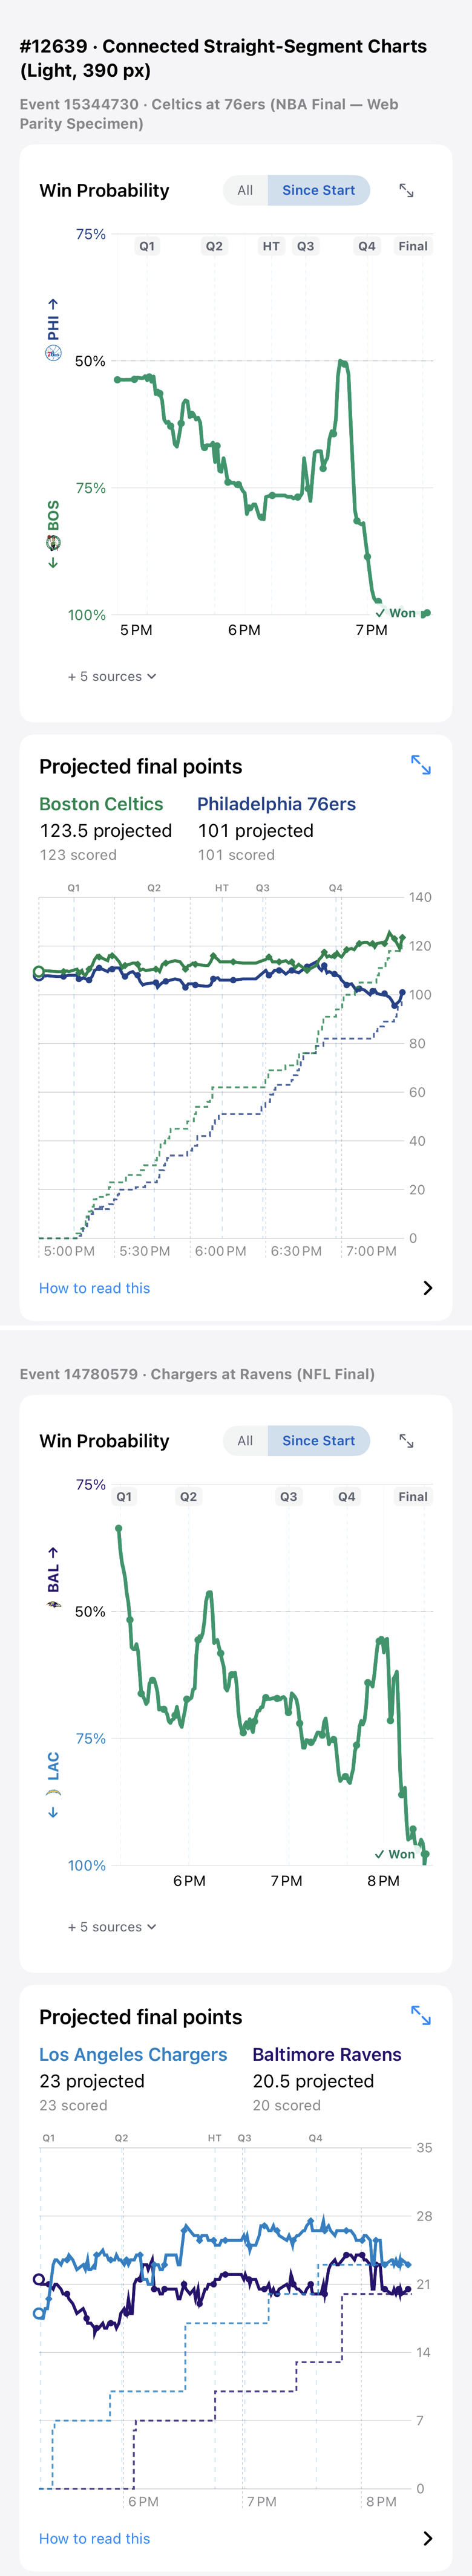 #12639 · Connected Straight-Segment Charts
(Light, 390 px)
Event 15344730 · Celtics at 76ers (NBA Final — Web
Parity Specimen)
Win Probability
All
Since Start
75%
Q1
Q2
HT
Q3
Q4
Final
PHI →
50%
75%
← BOS
100%
✓ Won
5 PM
6 PM
7 PM
+ 5 sources
Projected final points
Boston Celtics
Philadelphia 76ers
123.5 projected
101 projected
123 scored
101 scored
Q1
Q2
HT
Q3
Q4
140
120
100
80
60
40
20
0
5:00 PM
5:30 PM
6:00 PM
6:30 PM
7:00 PM
How to read this
Event 14780579 · Chargers at Ravens (NFL Final)
Win Probability
All
Since Start
75%
Q1
Q2
Q3
Q4
Final
BAL →
50%
75%
← LAC
100%
✓ Won
6 PM
7 PM
8 PM
+ 5 sources
Projected final points
Los Angeles Chargers
Baltimore Ravens
23 projected
20.5 projected
23 scored
20 scored
Q1
Q2
HT
Q3
Q4
35
28
21
14
7
0
6 PM
7 PM
8 PM
How to read this